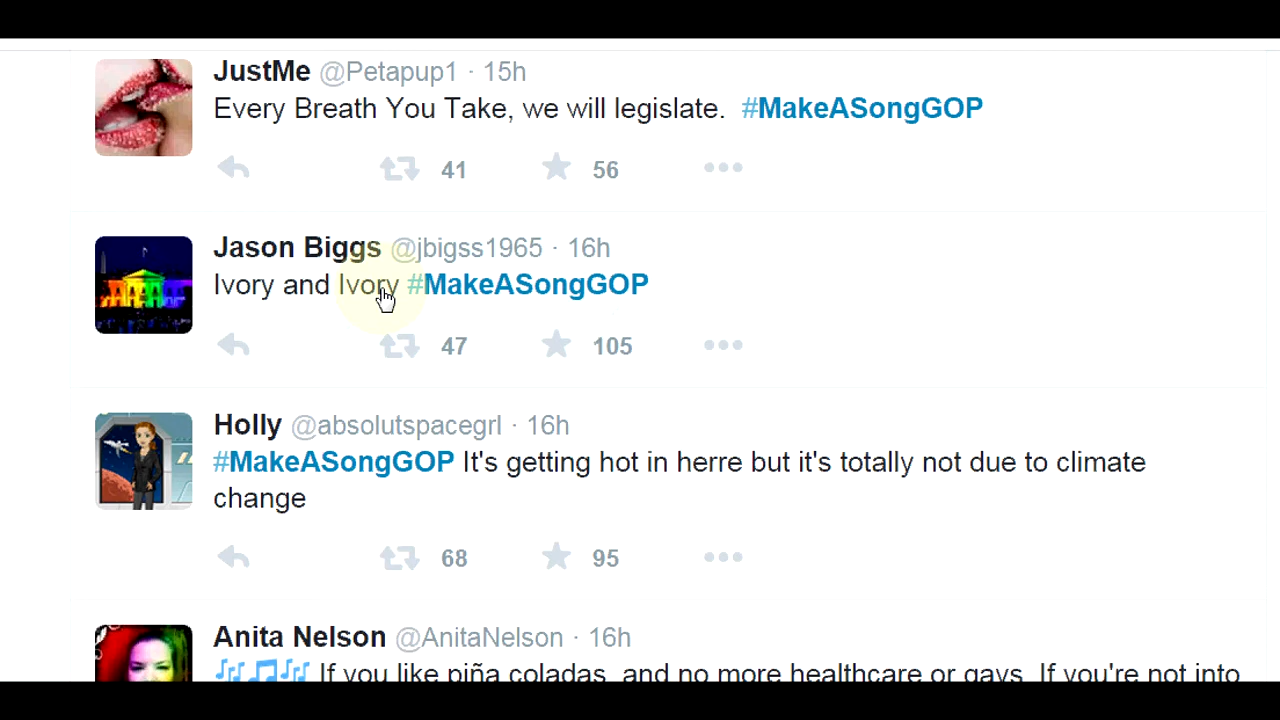 JustMe @Petapup1 · 15h
Every Breath You Take, we will legislate. #MakeASongGOP
41 56
Jason Biggs @jbigss1965 · 16h
Ivory and Ivory #MakeASongGOP
47 105
Holly @absolutspacegrl · 16h
#MakeASongGOP It's getting hot in herre but it's totally not due to climate
change
68 95
Anita Nelson @AnitaNelson · 16h
🎶🎵🎶 If you like piña coladas, and no more healthcare or gays. If you're not into